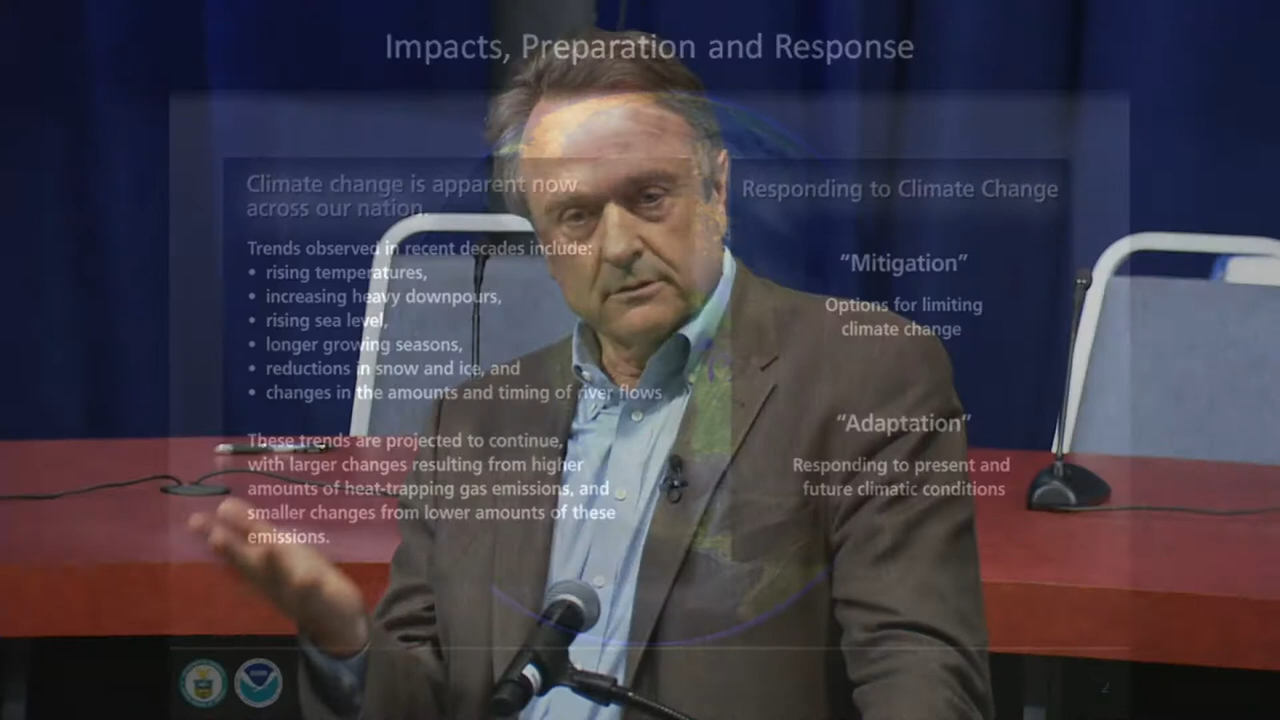 Impacts, Preparation and Response
Climate change is apparent now
across our nation.
Trends observed in recent decades include:
• rising temperatures,
• increasing heavy downpours,
• rising sea level,
• longer growing seasons,
• reductions in snow and ice, and
• changes in the amounts and timing of river flows
These trends are projected to continue,
with larger changes resulting from higher
amounts of heat-trapping gas emissions, and
smaller changes from lower amounts of these
emissions.
Responding to Climate Change
“Mitigation”
Options for limiting
climate change
“Adaptation”
Responding to present and
future climatic conditions
2